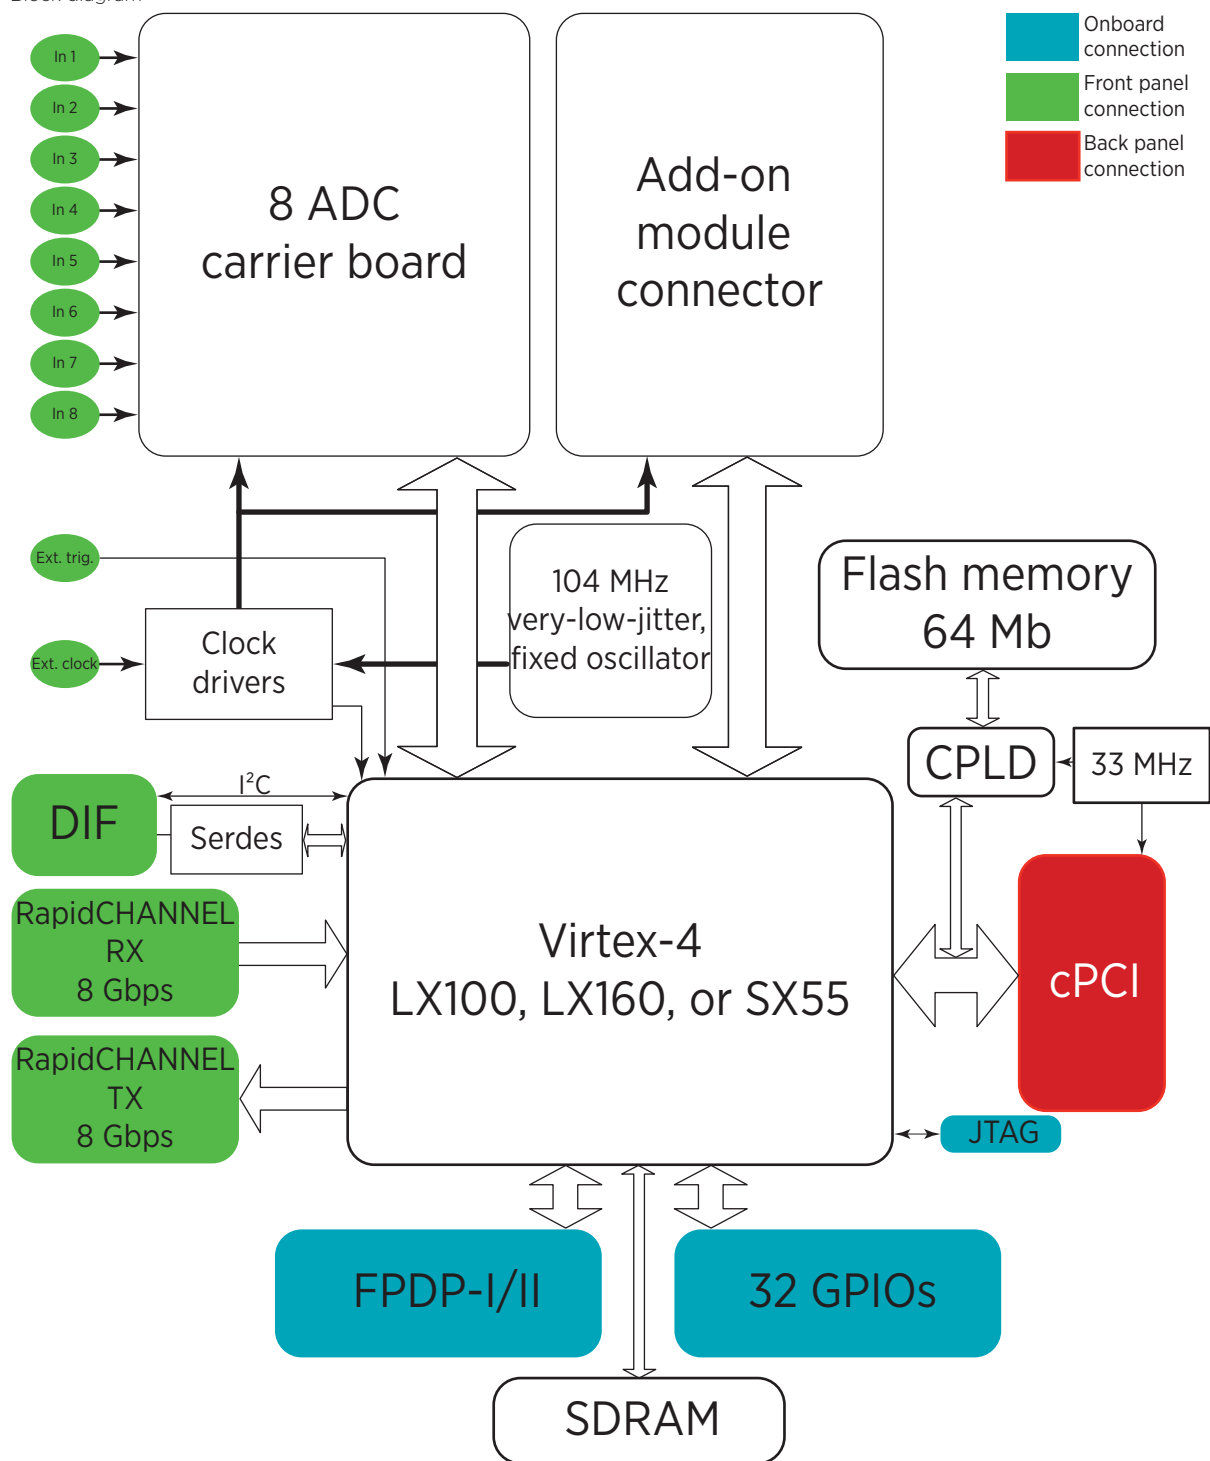 Block diagram
In 1
In 2
In 3
In 4
In 5
In 6
In 7
In 8
8 ADC
carrier board
Add-on
module
connector
Onboard
connection
Front panel
connection
Back panel
connection
Ext. trig.
Ext. clock
Clock
drivers
104 MHz
very-low-jitter,
fixed oscillator
Flash memory
64 Mb
CPLD
33 MHz
DIF
I²C
Serdes
RapidCHANNEL
RX
8 Gbps
RapidCHANNEL
TX
8 Gbps
Virtex-4
LX100, LX160, or SX55
cPCI
JTAG
FPDP-I/II
32 GPIOs
SDRAM